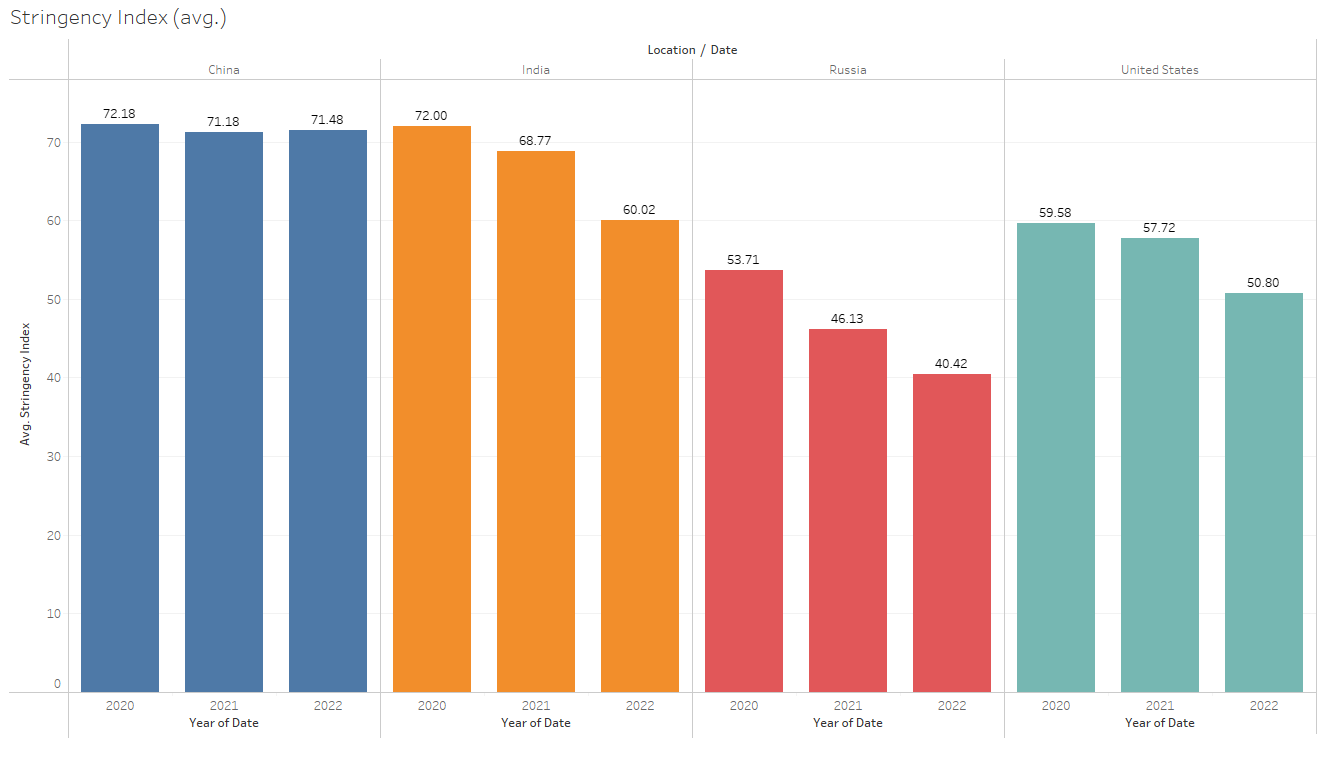 Stringency Index (avg.)
Location / Date
China India Russia United States
72.18 71.18 71.48 72.00 68.77 60.02 53.71 46.13 40.42 59.58 57.72 50.80
Avg. Stringency Index
70
60
50
40
30
20
10
0
2020 2021 2022 2020 2021 2022 2020 2021 2022 2020 2021 2022
Year of Date Year of Date Year of Date Year of Date